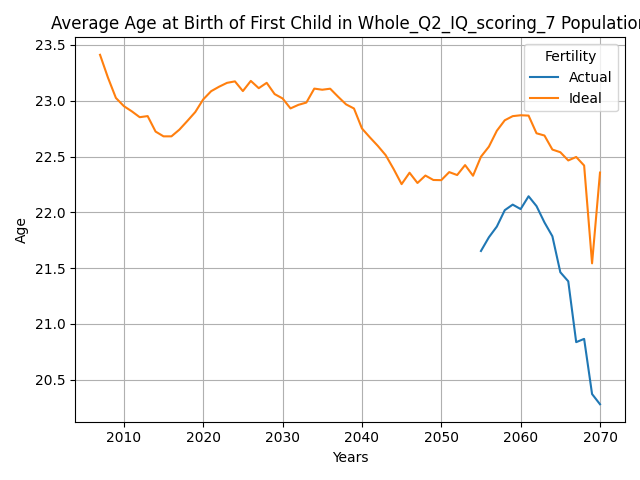 Average Age at Birth of First Child in Whole_Q2_IQ_scoring_7 Population
Fertility
Actual
Ideal
23.5
23.0
22.5
22.0
21.5
21.0
20.5
Age
2010 2020 2030 2040 2050 2060 2070
Years